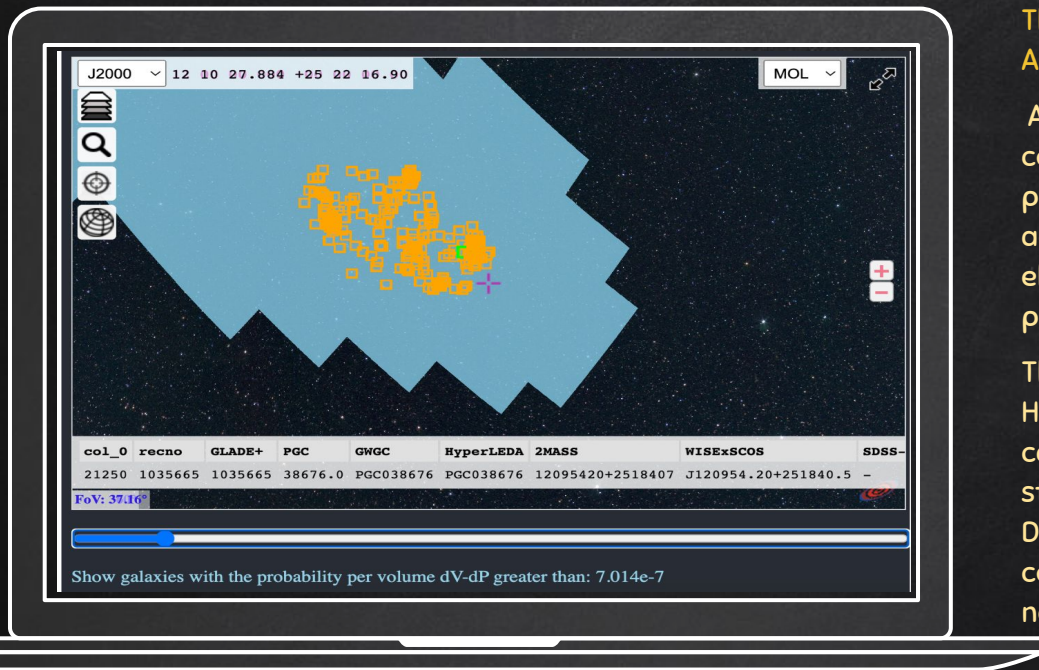 J2000 12 10 27.884 +25 22 16.90 MOL
col_0 recno GLADE+ PGC GWGC HyperLEDA 2MASS WISExSCOS SDSS-
21250 1035665 1035665 38676.0 PGC038676 PGC038676 12095420+2518407 J120954.20+251840.5 –
FoV: 37.16°
Show galaxies with the probability per volume dV-dP greater than: 7.014e-7